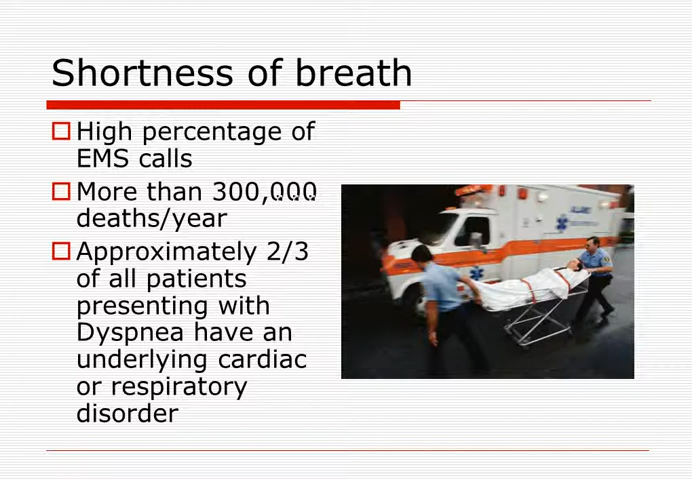 Shortness of breath
High percentage of
EMS calls
More than 300,000
deaths/year
Approximately 2/3
of all patients
presenting with
Dyspnea have an
underlying cardiac
or respiratory
disorder